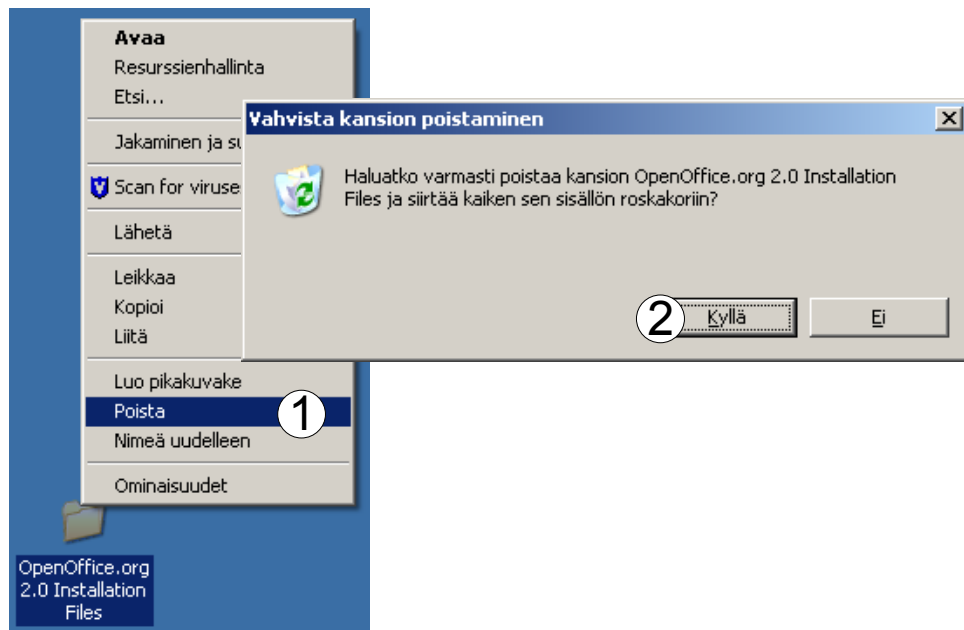 Avaa
Resurssienhallinta
Etsi...
Jakaminen ja
Scan for viruse
Lähetä
Leikkaa
Kopioi
Liitä
Luo pikakuvake
Poista
1
Nimeä uudelleen
Ominaisuudet
OpenOffice.org
2.0 Installation
Files
Vahvista kansion poistaminen
Haluatko varmasti poistaa kansion OpenOffice.org 2.0 Installation
Files ja siirtää kaiken sen sisällön roskakoriin?
2
Kyllä
Ei